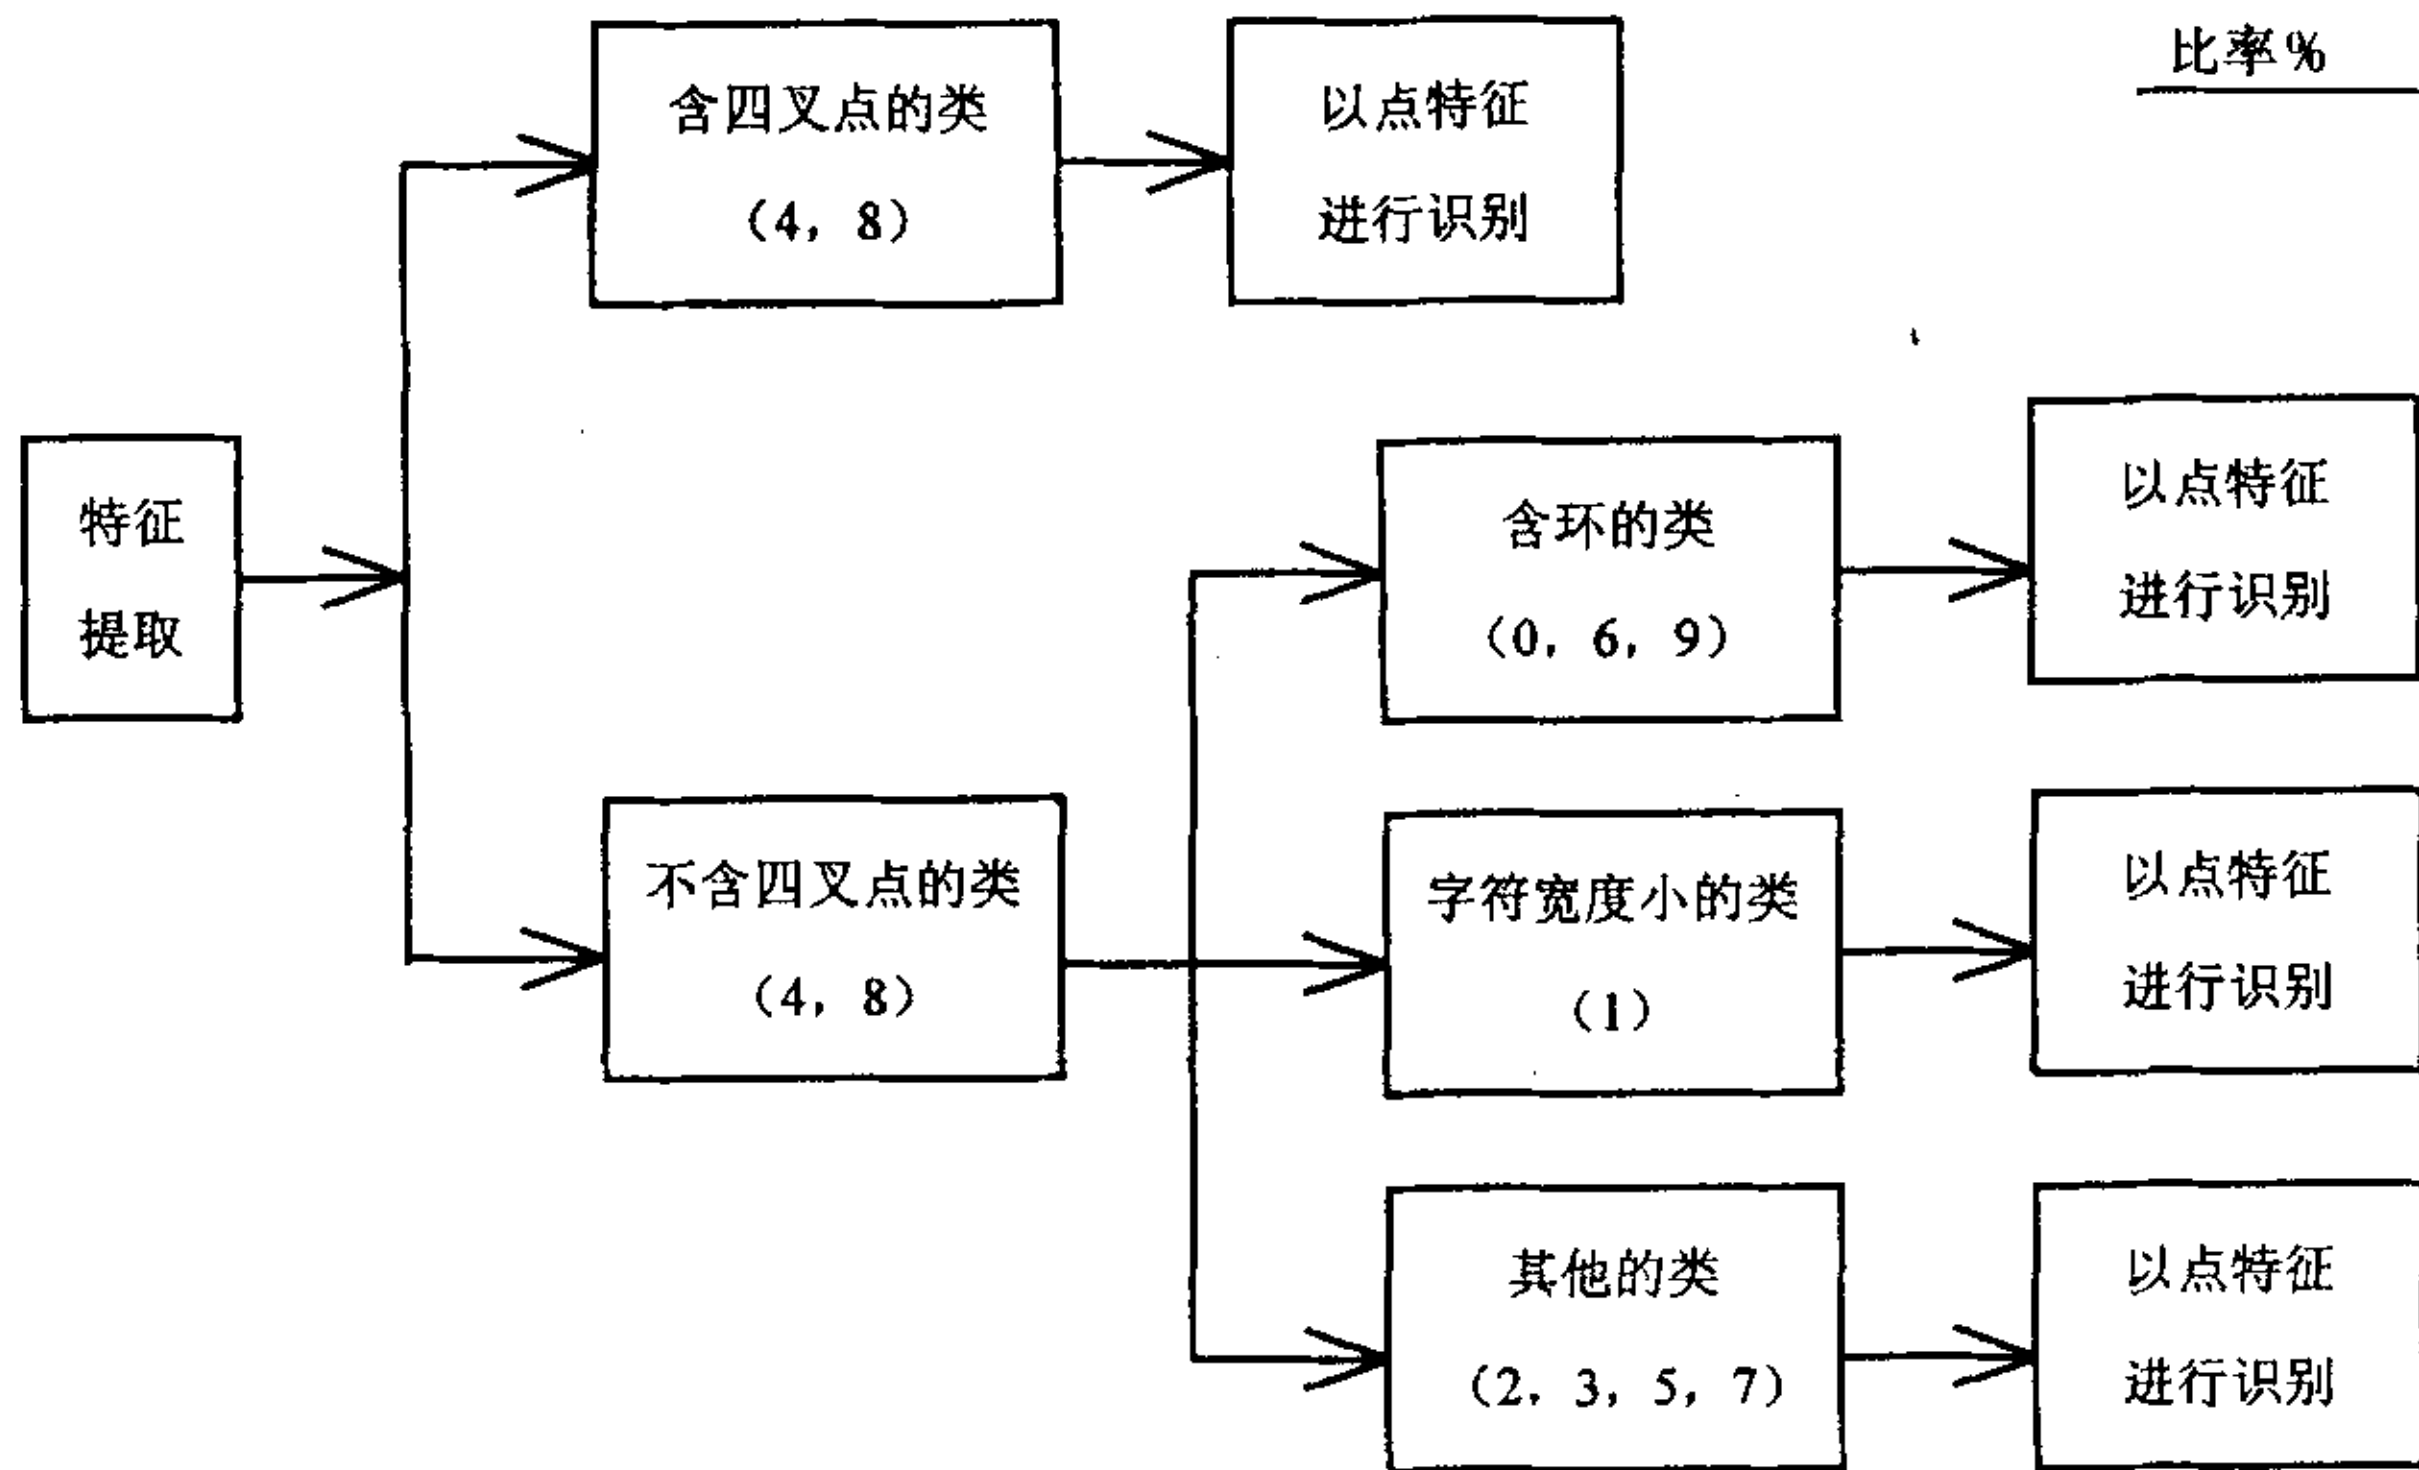 比率%
含四叉点的类
(4, 8)
以点特征
进行识别
特征
提取
含环的类
(0, 6, 9)
以点特征
进行识别
不含四叉点的类
(4, 8)
字符宽度小的类
(1)
以点特征
进行识别
其他的类
(2, 3, 5, 7)
以点特征
进行识别